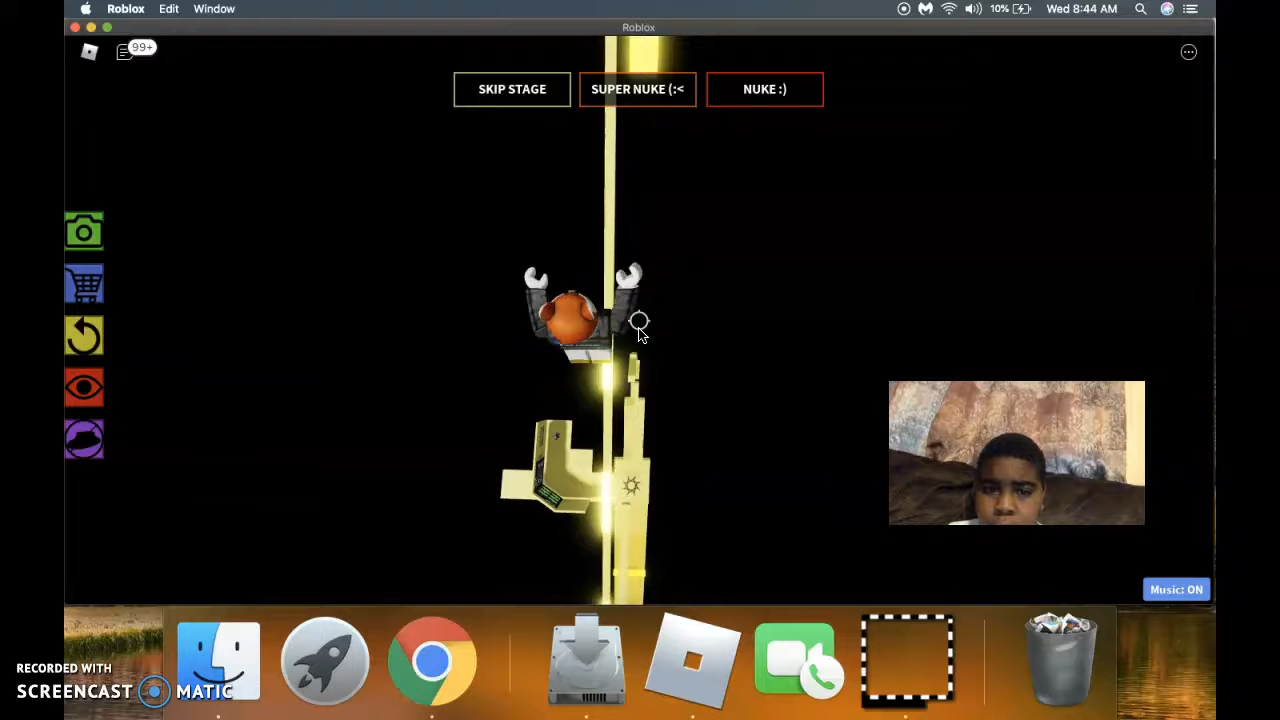 Roblox Edit Window 10% Wed 8:44 AM
Roblox
99+
SKIP STAGE SUPER NUKE (:< NUKE :)
Music: ON
RECORDED WITH
SCREENCAST MATIC